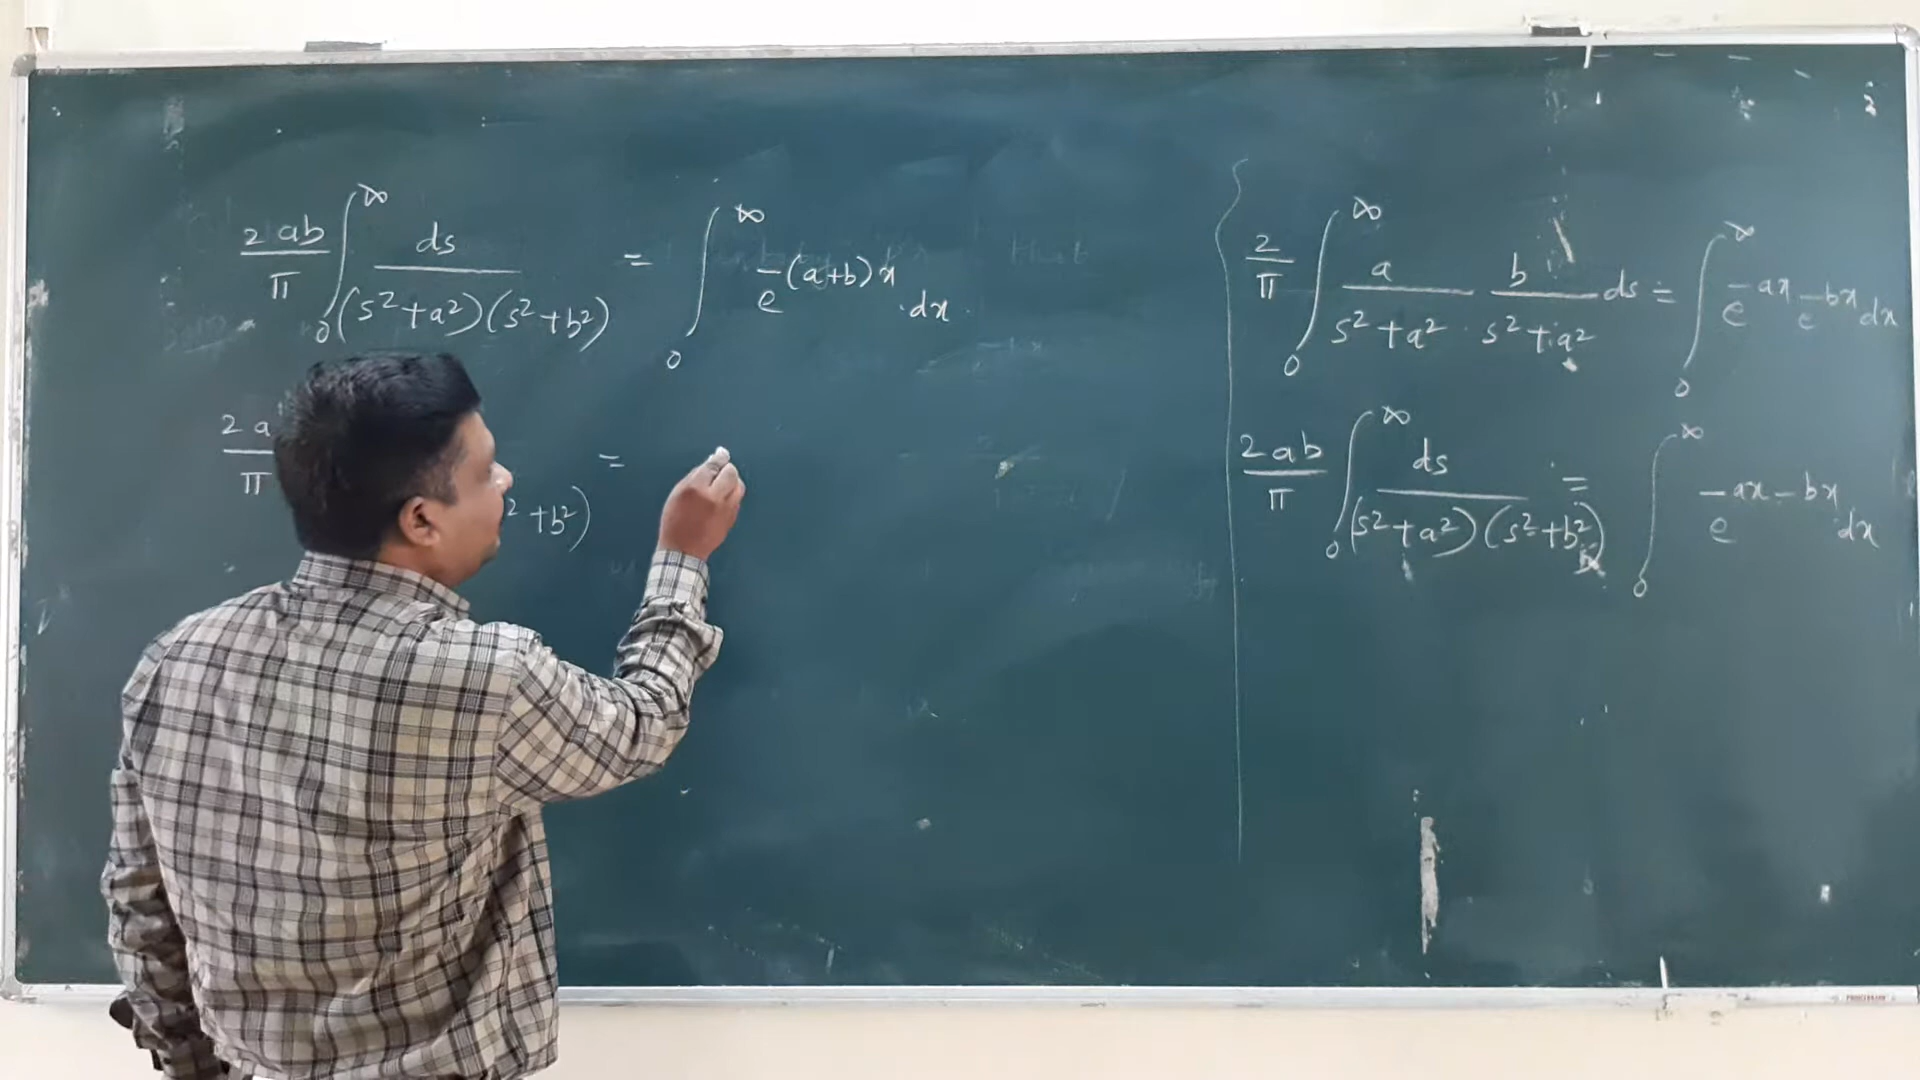 2ab/π ∫₀^∞ ds/(s²+a²)(s²+b²) = ∫₀^∞ e^-(a+b)x .dx.
2a π ² +b²) =
2/π ∫₀^∞ a/s²+a² . b/s²+a² ds = ∫₀^∞ e^-ax e^-bx dx
2ab/π ∫₀^∞ ds/(s²+a²)(s²+b²) = ∫₀^∞ e^-ax-bx dx